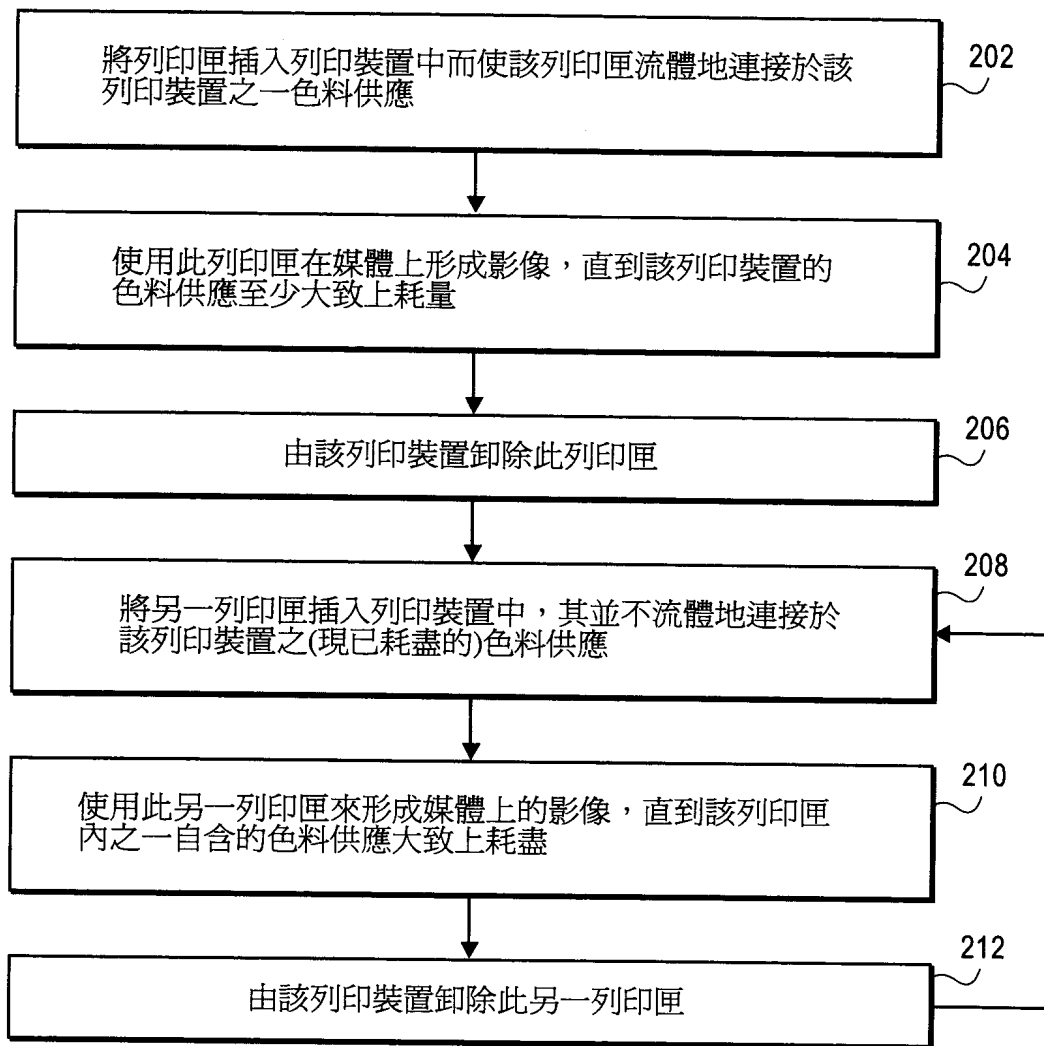 將列印匣插入列印裝置中而使該列印匣流體地連接於該
列印裝置之一色料供應
202
使用此列印匣在媒體上形成影像，直到該列印裝置的
色料供應至少大致上耗量
204
由該列印裝置卸除此列印匣
206
將另一列印匣插入列印裝置中，其並不流體地連接於
該列印裝置之(現已耗盡的)色料供應
208
使用此另一列印匣來形成媒體上的影像，直到該列印匣
內之一自含的色料供應大致上耗盡
210
由該列印裝置卸除此另一列印匣
212